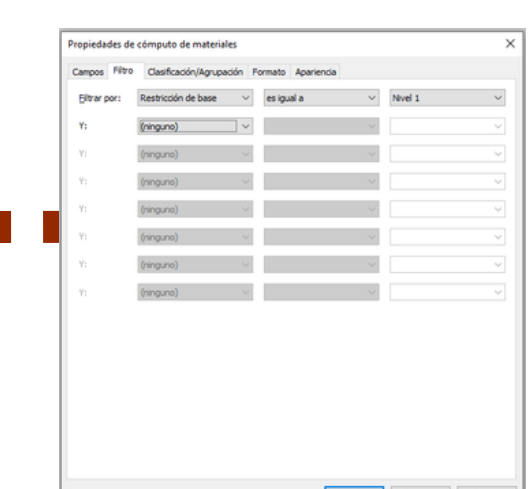 Propiedades de cómputo de materiales
Campos Filtro Clasificación/Agrupación Formato Apariencia
Filtrar por: Restricción de base es igual a Nivel 1
Y: (ninguno)
Y: (ninguno)
Y: (ninguno)
Y: (ninguno)
Y: (ninguno)
Y: (ninguno)
Y: (ninguno)